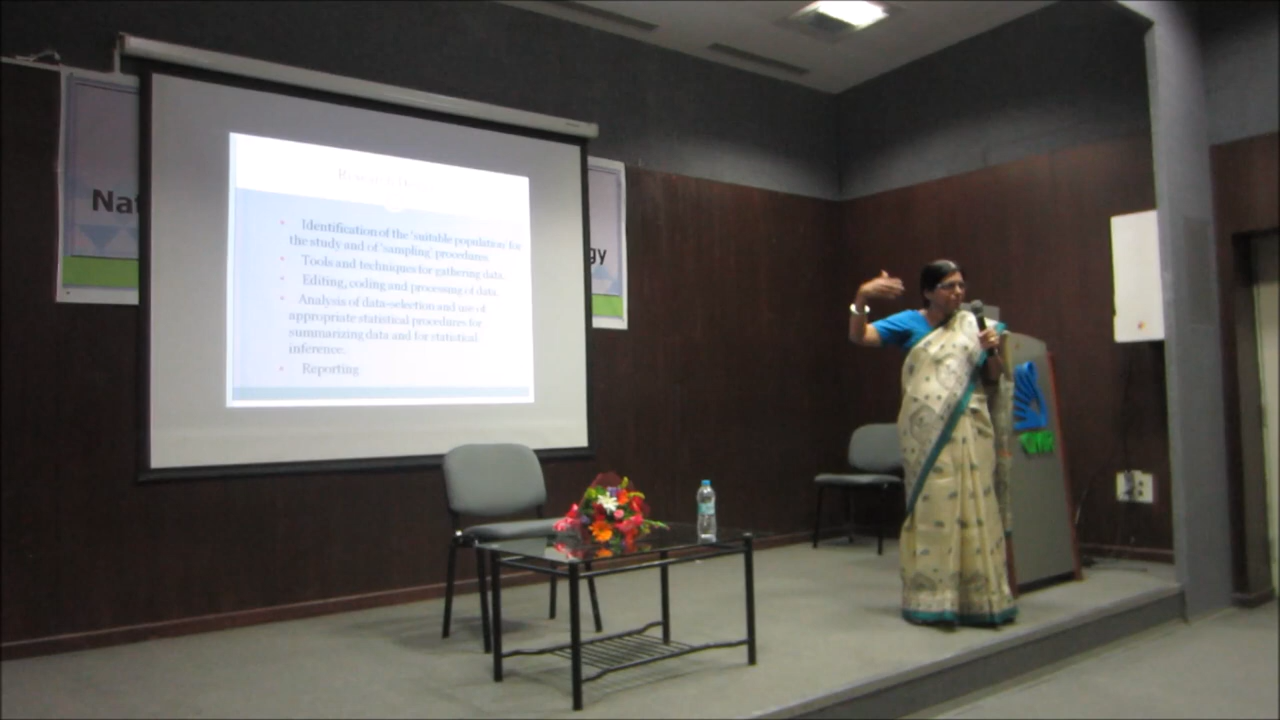 Nat
gy
Identification of the 'suitable population' for
the study and of 'sampling' procedures.
Tools and techniques for gathering data.
Editing, coding and processing of data.
Analysis of data-selection and use of
appropriate statistical procedures for
summarizing data and for statistical
inference.
Reporting